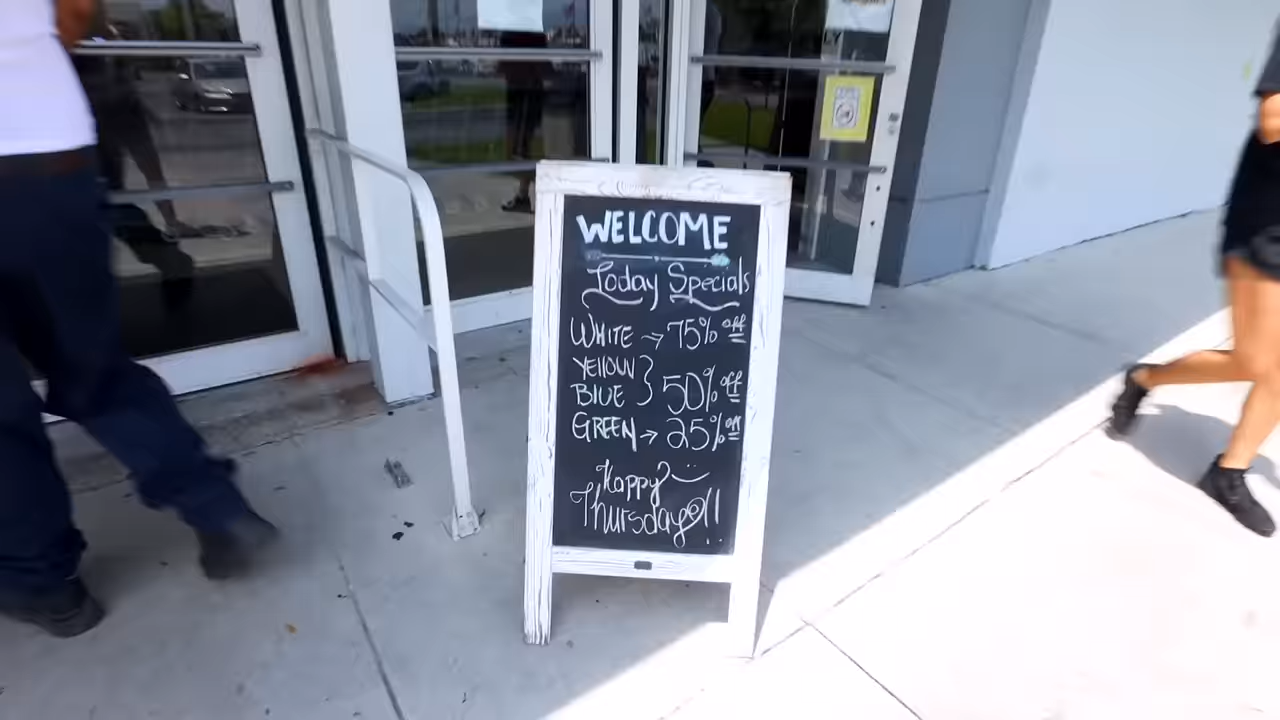 WELCOME
Today Specials
WHITE → 75% off
YELLOW
BLUE } 50% off
GREEN → 25% off
Happy
Thursday!!